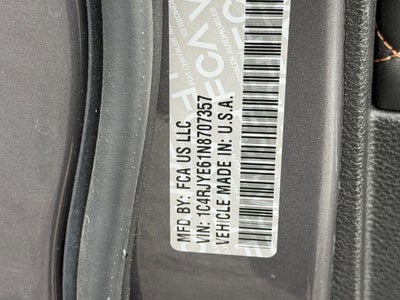 MFD BY: FCA US LLC
VIN: 1C4RJYE61N8707357
VEHICLE MADE IN: U.S.A.